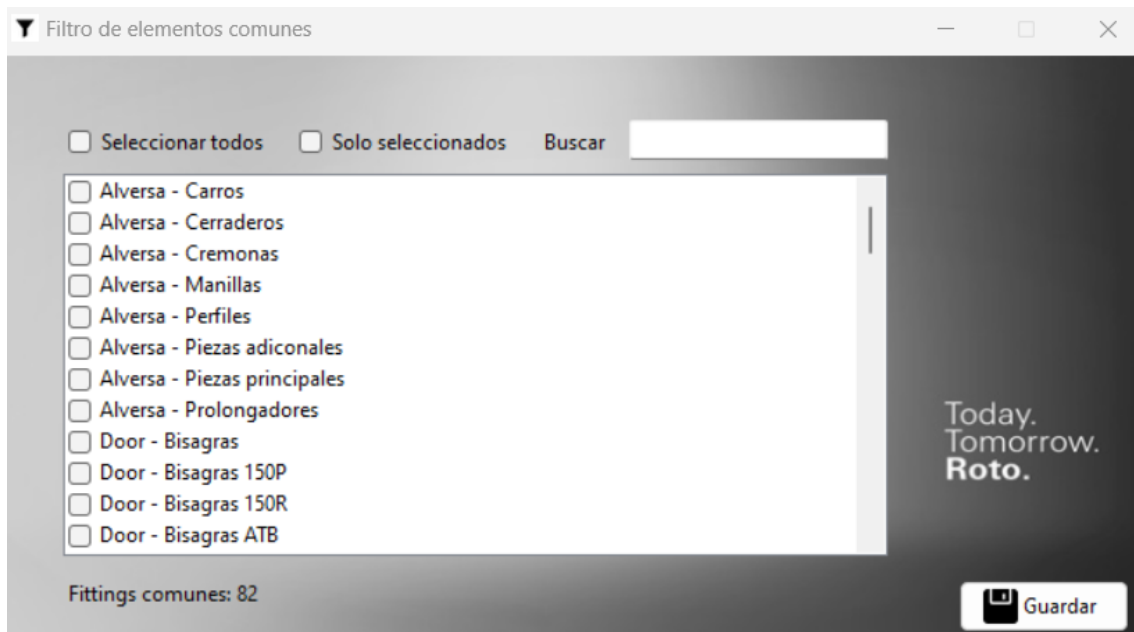 Filtro de elementos comunes
Seleccionar todos Solo seleccionados Buscar
Alversa - Carros
Alversa - Cerraderos
Alversa - Cremonas
Alversa - Manillas
Alversa - Perfiles
Alversa - Piezas adiconales
Alversa - Piezas principales
Alversa - Prolongadores
Door - Bisagras
Door - Bisagras 150P
Door - Bisagras 150R
Door - Bisagras ATB
Today.
Tomorrow.
Roto.
Fittings comunes: 82
Guardar